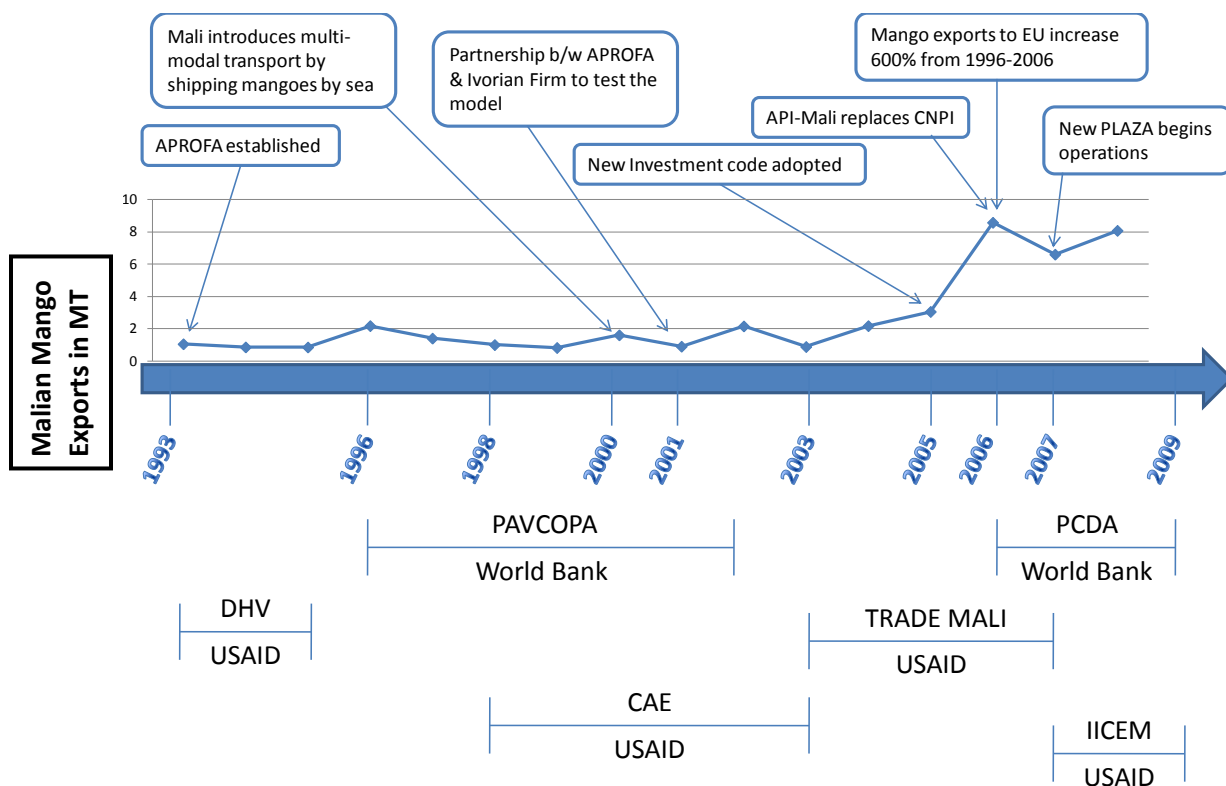 Mali introduces multi-
modal transport by
shipping mangoes by sea
Partnership b/w APROFA
& Ivorian Firm to test the
model
Mango exports to EU increase
600% from 1996-2006
API-Mali replaces CNPI
New PLAZA begins
operations
APROFA established
New Investment code adopted
10
8
6
4
2
0
Malian Mango
Exports in MT
1993
1996
1998
2000
2001
2003
2005
2006
2007
2009
PAVCOPA
World Bank
PCDA
World Bank
DHV
USAID
TRADE MALI
USAID
CAE
USAID
IICEM
USAID